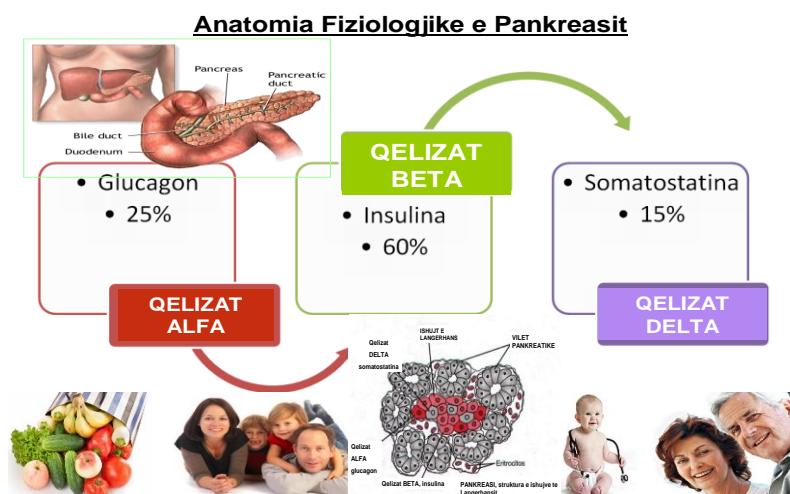 Anatomia Fiziologjike e Pankreasit
Pancreas
Pancreatic
duct
Bile duct
Duodenum
• Glucagon
• 25%
QELIZAT
ALFA
QELIZAT
BETA
• Insulina
• 60%
• Somatostatina
• 15%
QELIZAT
DELTA
ISHUJT E
LANGERHANS
Qelizat
DELTA
somatostatina
VILET
PANKREATIKE
Qelizat
ALFA
glucagon
Eritrocitos
Qelizat BETA, insulina
PANKREASI, struktura e ishujve te
Langerhansit